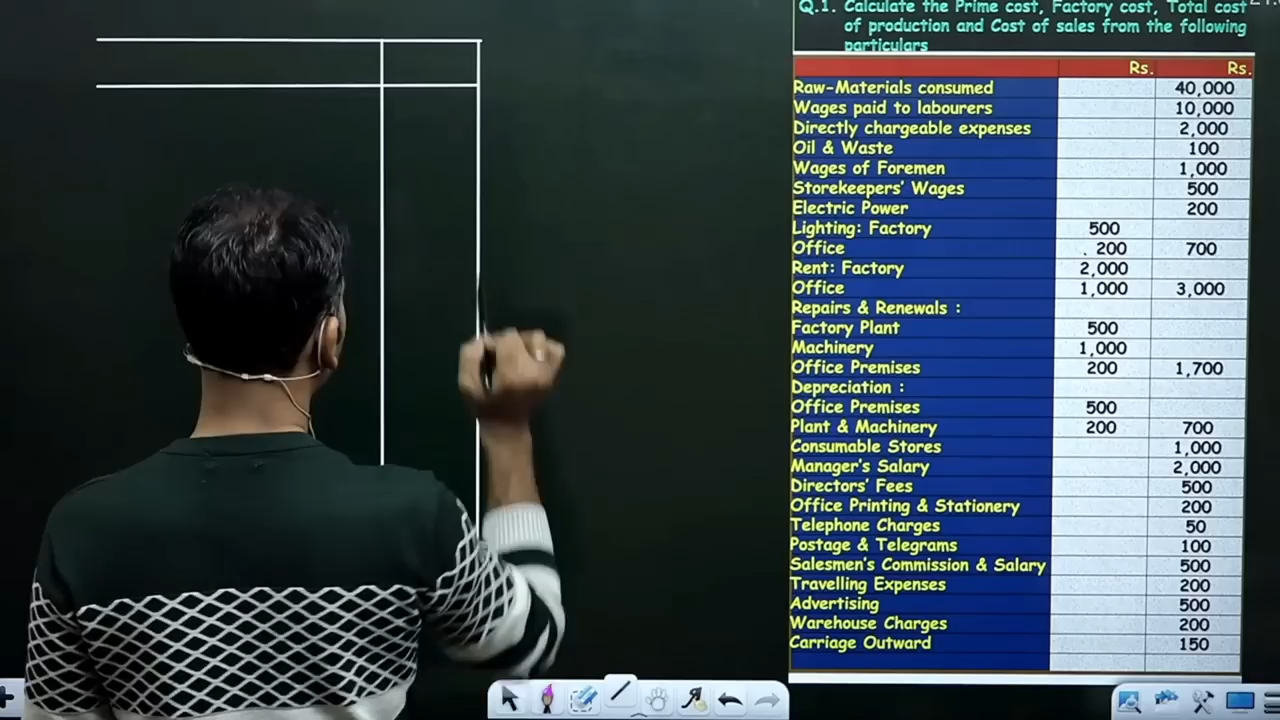 Q.1. Calculate the Prime cost, Factory cost, Total cost
of production and Cost of sales from the following
particulars
Rs. Rs.
Raw-Materials consumed 40,000
Wages paid to labourers 10,000
Directly chargeable expenses 2,000
Oil & Waste 100
Wages of Foremen 1,000
Storekeepers' Wages 500
Electric Power 200
Lighting: Factory 500
Office . 200 700
Rent: Factory 2,000
Office 1,000 3,000
Repairs & Renewals :
Factory Plant 500
Machinery 1,000
Office Premises 200 1,700
Depreciation :
Office Premises 500
Plant & Machinery 200 700
Consumable Stores 1,000
Manager's Salary 2,000
Directors' Fees 500
Office Printing & Stationery 200
Telephone Charges 50
Postage & Telegrams 100
Salesmen's Commission & Salary 500
Travelling Expenses 200
Advertising 500
Warehouse Charges 200
Carriage Outward 150